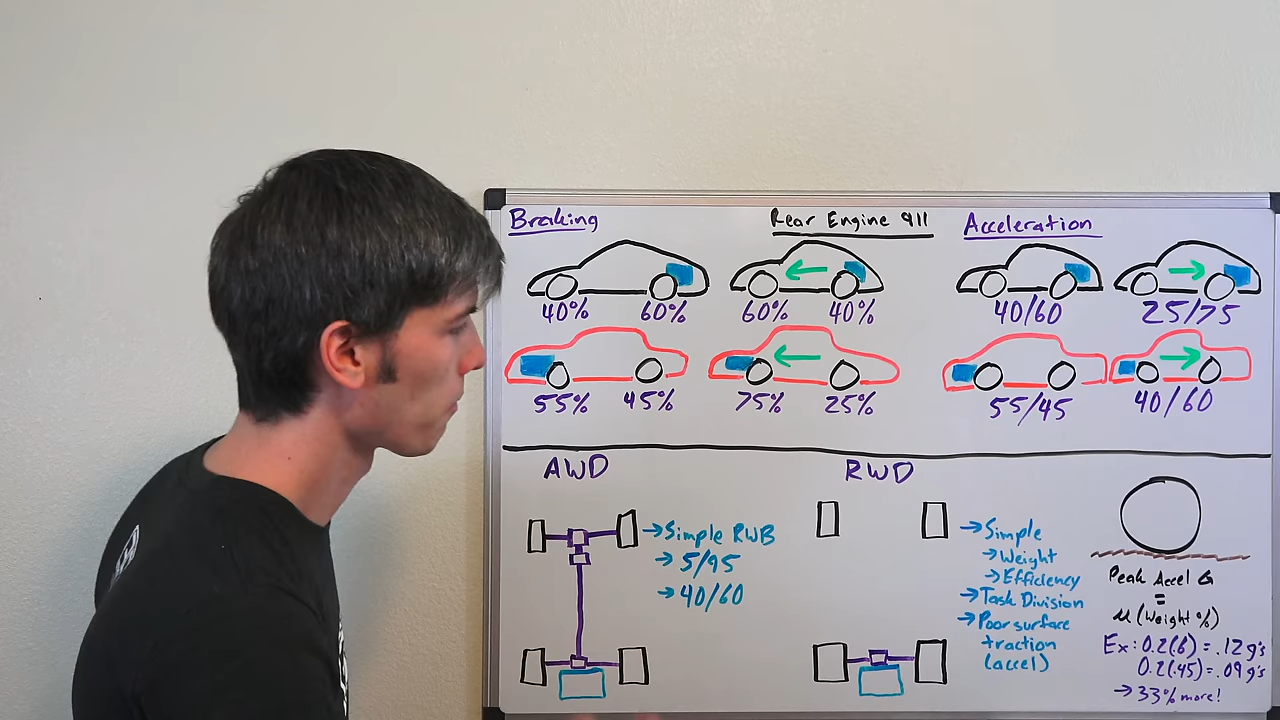 Braking
Rear Engine 911
Acceleration
40% 60%
60% 40%
40/60
25/75
55% 45%
75% 25%
55/45
40/60
AWD
→Simple RWB
→ 5/95
→ 40/60
RWD
→Simple
→Weight
→Efficiency
→Task Division
→Poor surface
traction
(accel)
Peak Accel G
=
μ (Weight %)
Ex: 0.2(.6) = .12 g's
0.2(.45) = .09 g's
→ 33% more!